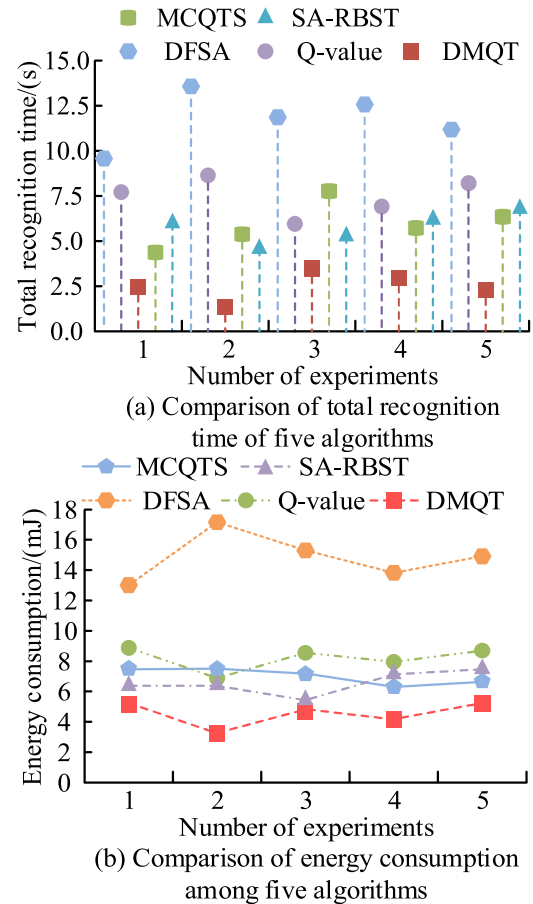 MCQTS SA-RBST
DFSA Q-value DMQT
Total recognition time/(s)
15.0
12.5
10.0
7.5
5.0
2.5
0.0
1 2 3 4 5
Number of experiments
(a) Comparison of total recognition
time of five algorithms
MCQTS SA-RBST
DFSA Q-value DMQT
Energy consumption/(mJ)
18
16
14
12
10
8
6
4
2
0
1 2 3 4 5
Number of experiments
(b) Comparison of energy consumption
among five algorithms